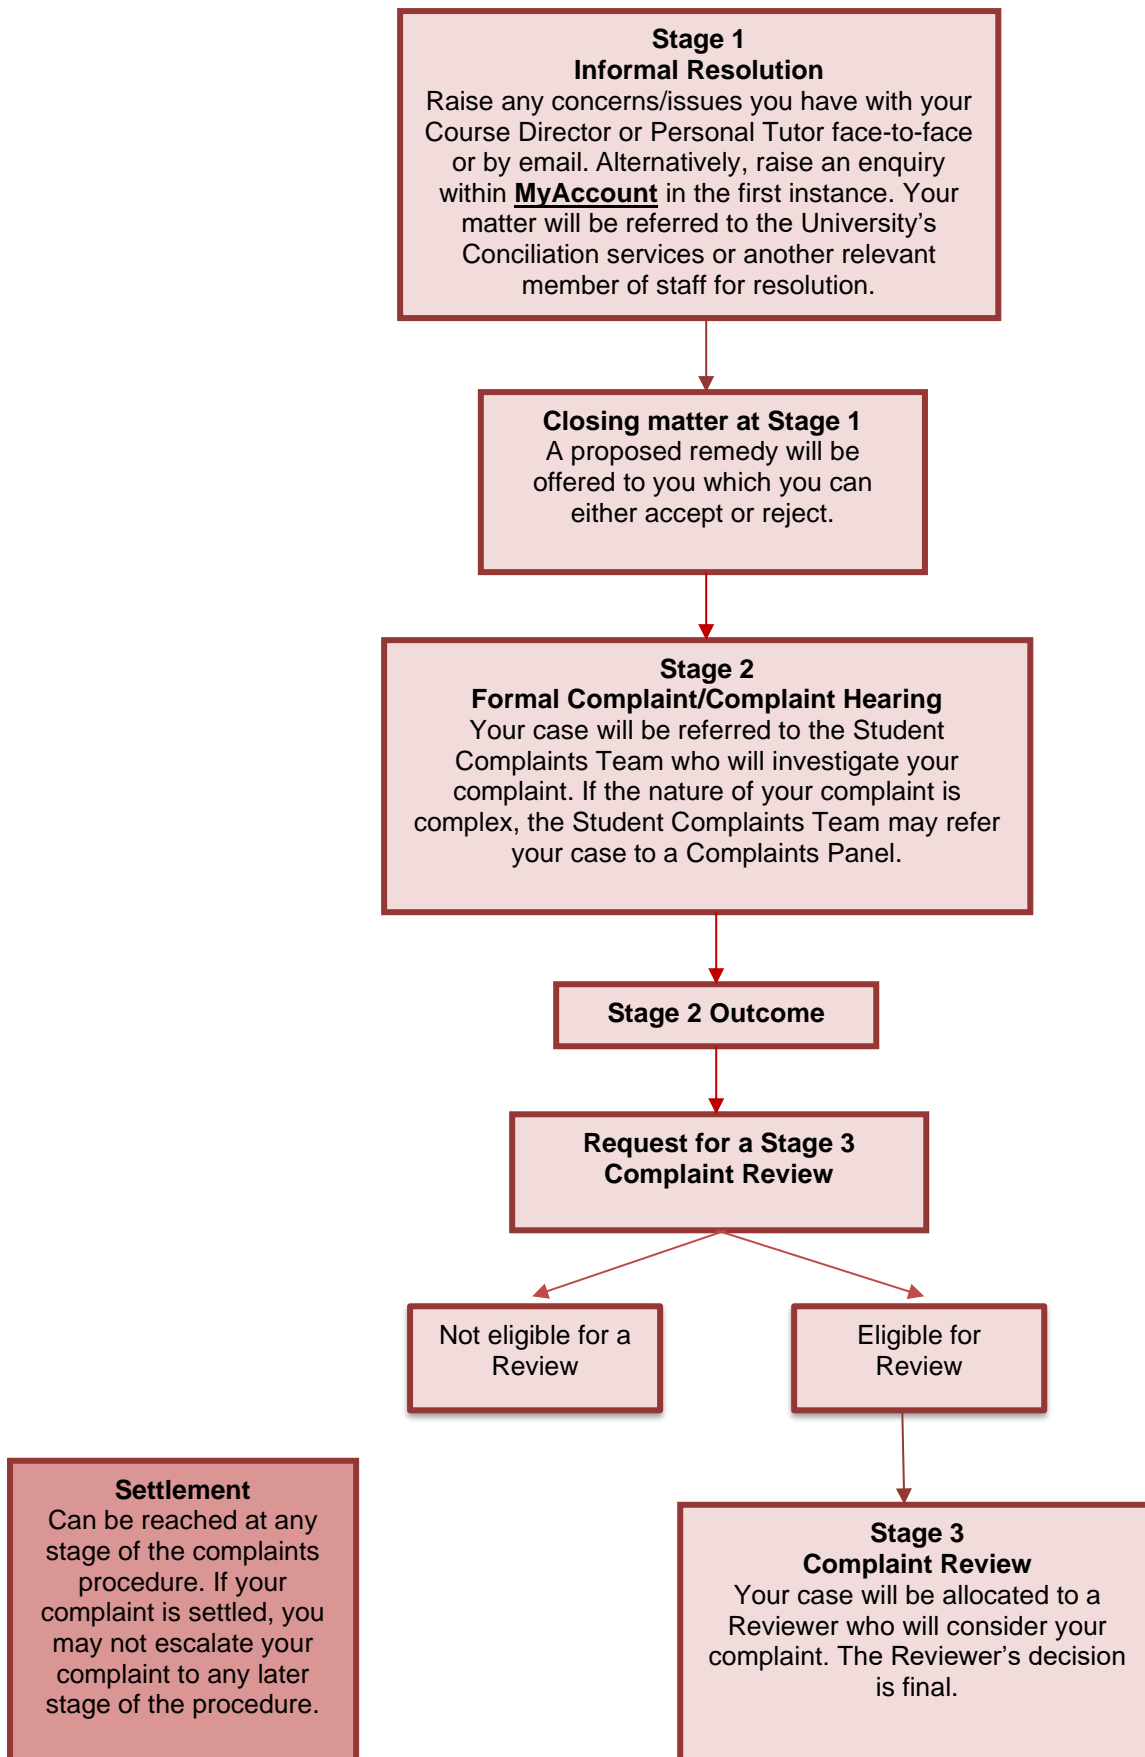 Stage 1
Informal Resolution
Raise any concerns/issues you have with your
Course Director or Personal Tutor face-to-face
or by email. Alternatively, raise an enquiry
within MyAccount in the first instance. Your
matter will be referred to the University’s
Conciliation services or another relevant
member of staff for resolution.
Closing matter at Stage 1
A proposed remedy will be
offered to you which you can
either accept or reject.
Stage 2
Formal Complaint/Complaint Hearing
Your case will be referred to the Student
Complaints Team who will investigate your
complaint. If the nature of your complaint is
complex, the Student Complaints Team may refer
your case to a Complaints Panel.
Stage 2 Outcome
Request for a Stage 3
Complaint Review
Not eligible for a
Review
Eligible for
Review
Settlement
Can be reached at any
stage of the complaints
procedure. If your
complaint is settled, you
may not escalate your
complaint to any later
stage of the procedure.
Stage 3
Complaint Review
Your case will be allocated to a
Reviewer who will consider your
complaint. The Reviewer’s decision
is final.